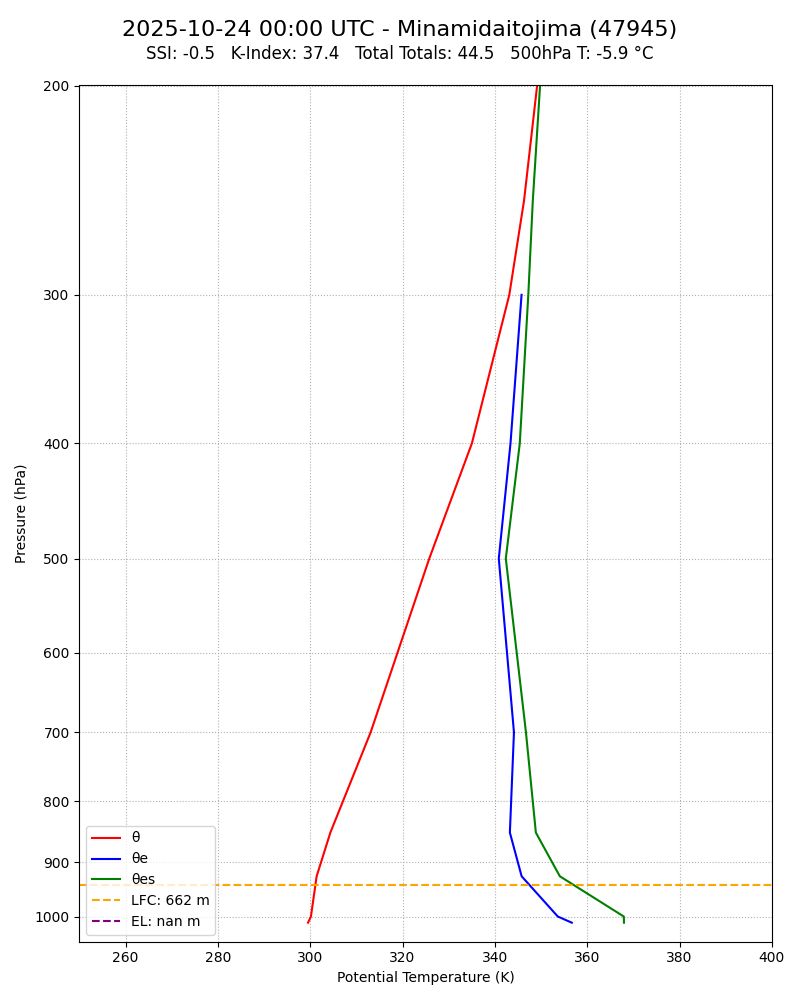 2025-10-24 00:00 UTC - Minamidaitojima (47945)
SSI: -0.5   K-Index: 37.4   Total Totals: 44.5   500hPa T: -5.9 °C
200
300
400
500
600
700
800
900
1000
Pressure (hPa)
θ
θe
θes
LFC: 662 m
EL: nan m
260
280
300
320
340
360
380
400
Potential Temperature (K)